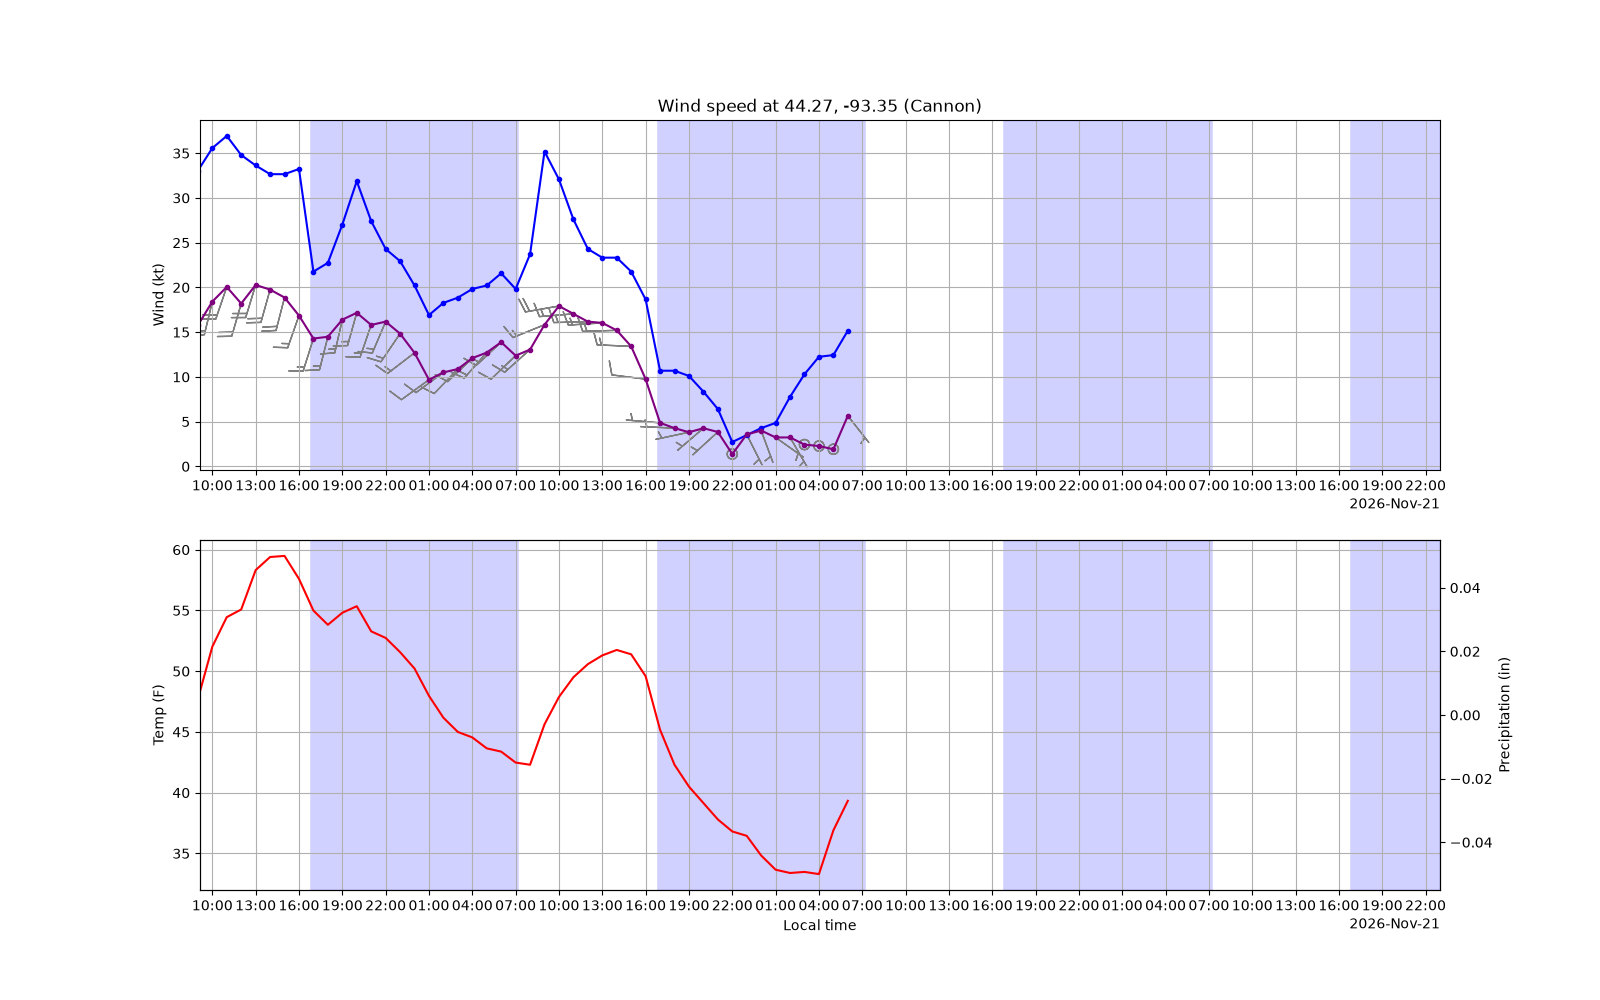 Wind speed at 44.27, -93.35 (Cannon)
Wind (kt)
35
30
25
20
15
10
5
0
10:00 13:00 16:00 19:00 22:00 01:00 04:00 07:00 10:00 13:00 16:00 19:00 22:00 01:00 04:00 07:00 10:00 13:00 16:00 19:00 22:00 01:00 04:00 07:00 10:00 13:00 16:00 19:00 22:00
2026-Nov-21
Temp (F)
60
55
50
45
40
35
0.04
0.02
0.00
−0.02
−0.04
Precipitation (in)
10:00 13:00 16:00 19:00 22:00 01:00 04:00 07:00 10:00 13:00 16:00 19:00 22:00 01:00 04:00 07:00 10:00 13:00 16:00 19:00 22:00 01:00 04:00 07:00 10:00 13:00 16:00 19:00 22:00
Local time
2026-Nov-21